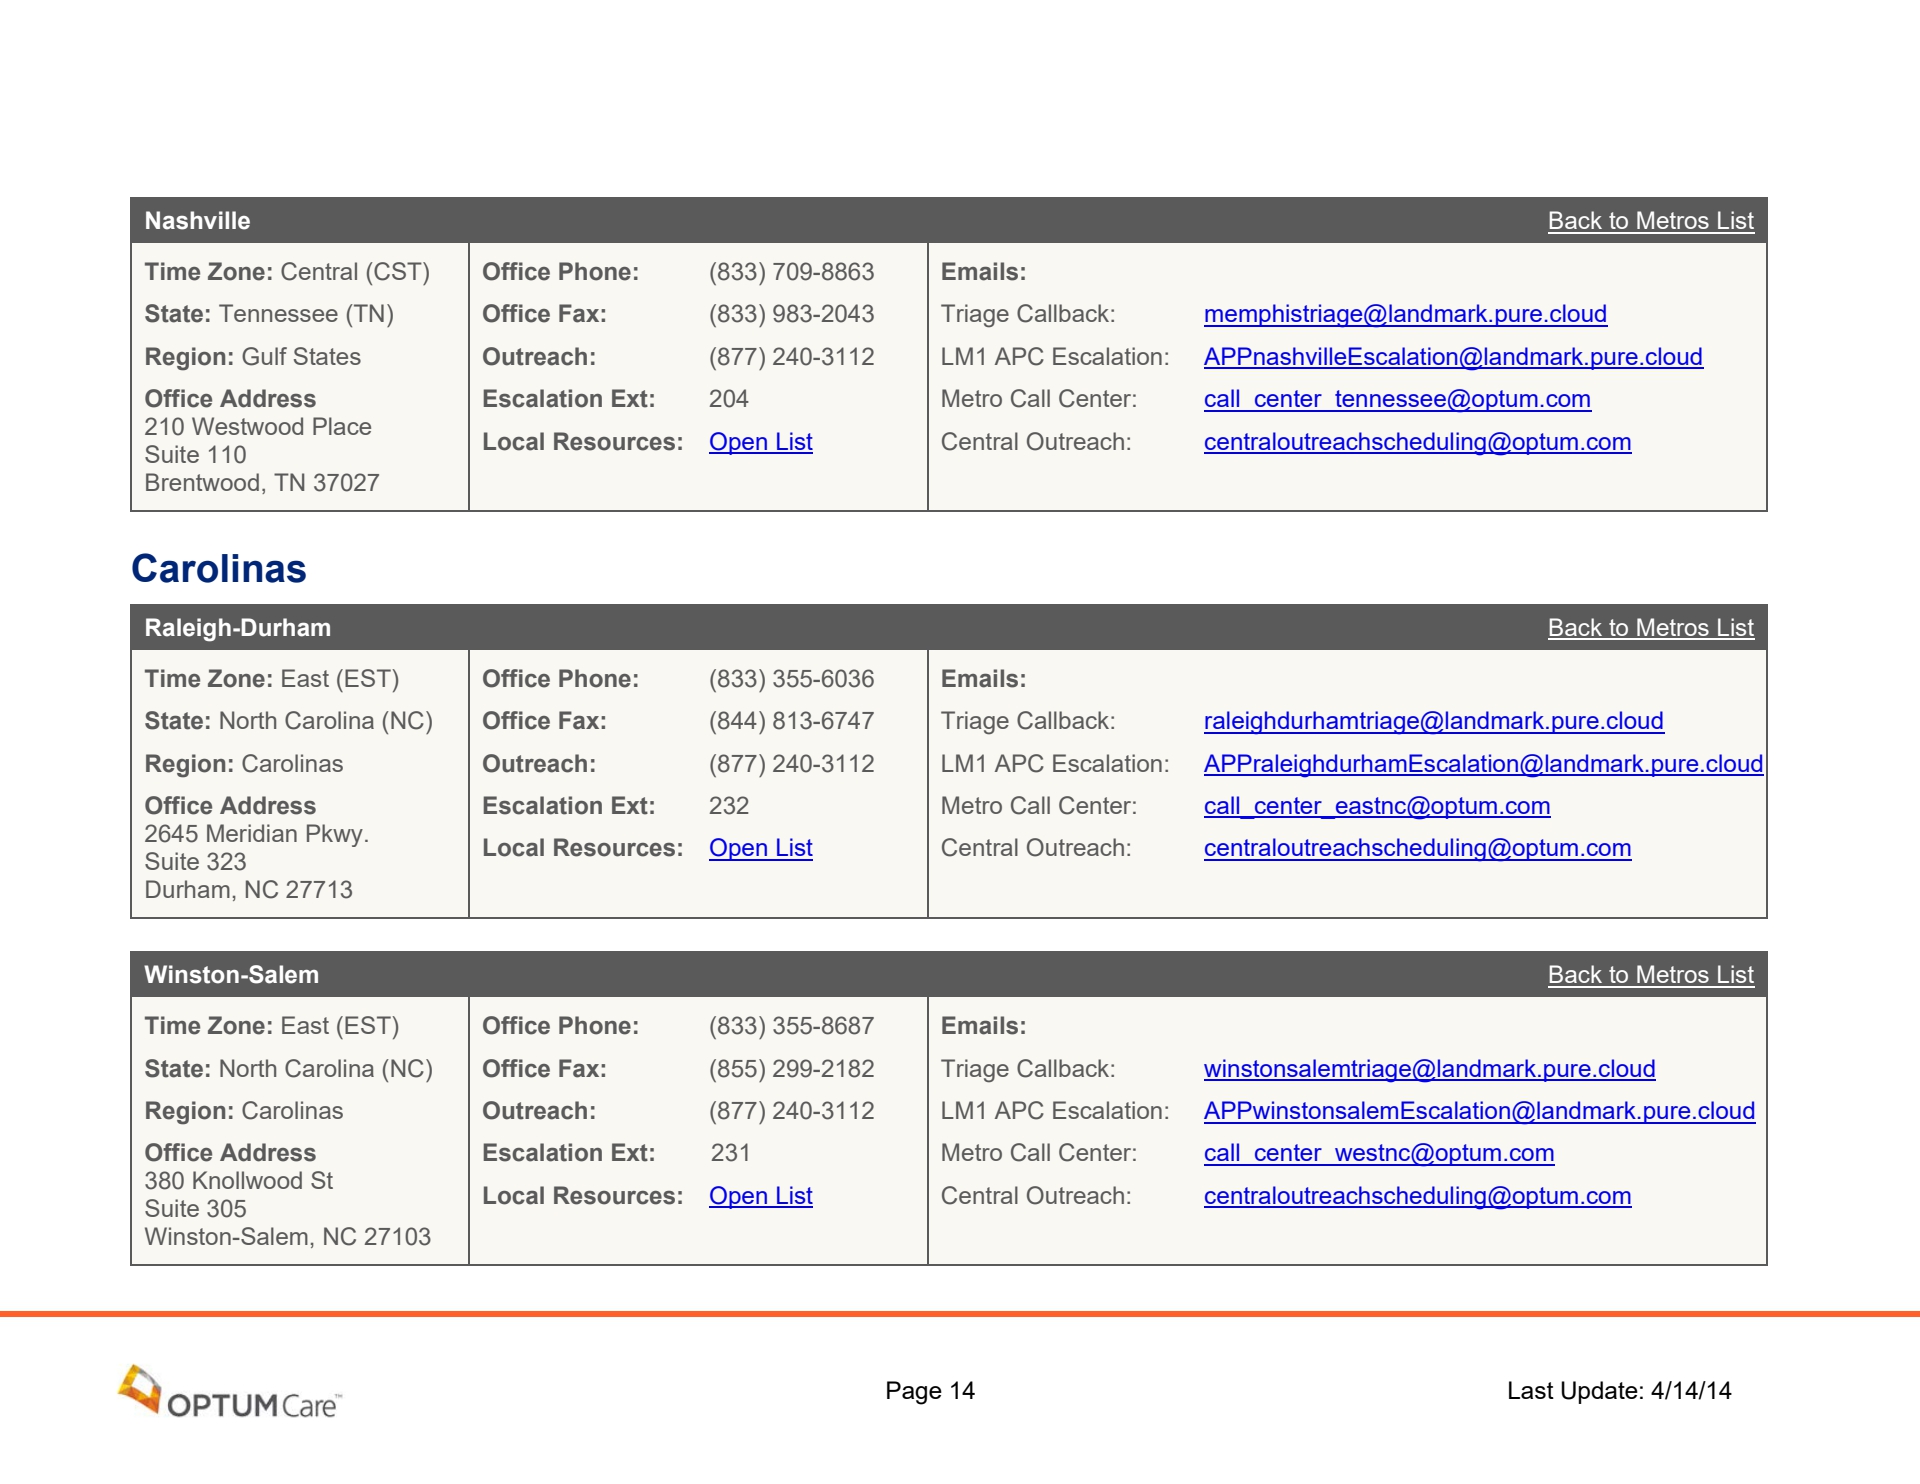 Nashville Back to Metros List
Time Zone: Central (CST)
State: Tennessee (TN)
Region: Gulf States
Office Address
210 Westwood Place
Suite 110
Brentwood, TN 37027
Office Phone: (833) 709-8863
Office Fax: (833) 983-2043
Outreach: (877) 240-3112
Escalation Ext: 204
Local Resources: Open List
Emails:
Triage Callback: memphistriage@landmark.pure.cloud
LM1 APC Escalation: APPnashvilleEscalation@landmark.pure.cloud
Metro Call Center: call_center_tennessee@optum.com
Central Outreach: centraloutreachscheduling@optum.com
Carolinas
Raleigh-Durham Back to Metros List
Time Zone: East (EST)
State: North Carolina (NC)
Region: Carolinas
Office Address
2645 Meridian Pkwy.
Suite 323
Durham, NC 27713
Office Phone: (833) 355-6036
Office Fax: (844) 813-6747
Outreach: (877) 240-3112
Escalation Ext: 232
Local Resources: Open List
Emails:
Triage Callback: raleighdurhamtriage@landmark.pure.cloud
LM1 APC Escalation: APPraleighdurhamEscalation@landmark.pure.cloud
Metro Call Center: call_center_eastnc@optum.com
Central Outreach: centraloutreachscheduling@optum.com
Winston-Salem Back to Metros List
Time Zone: East (EST)
State: North Carolina (NC)
Region: Carolinas
Office Address
380 Knollwood St
Suite 305
Winston-Salem, NC 27103
Office Phone: (833) 355-8687
Office Fax: (855) 299-2182
Outreach: (877) 240-3112
Escalation Ext: 231
Local Resources: Open List
Emails:
Triage Callback: winstonsalemtriage@landmark.pure.cloud
LM1 APC Escalation: APPwinstonsalemEscalation@landmark.pure.cloud
Metro Call Center: call_center_westnc@optum.com
Central Outreach: centraloutreachscheduling@optum.com
OPTUM Care™
Page 14
Last Update: 4/14/14